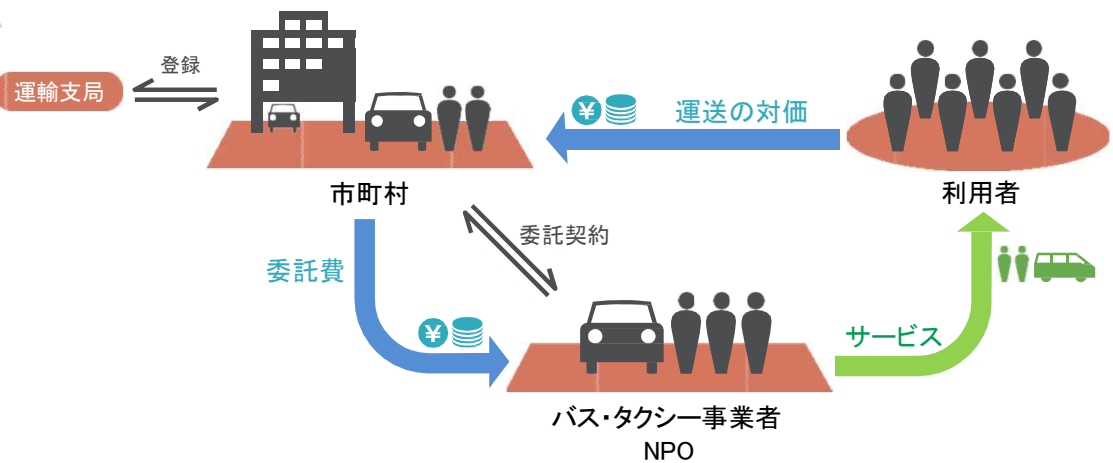 登録
運輸支局
¥
運送の対価
市町村
利用者
委託契約
委託費
¥
サービス
バス・タクシー事業者
NPO